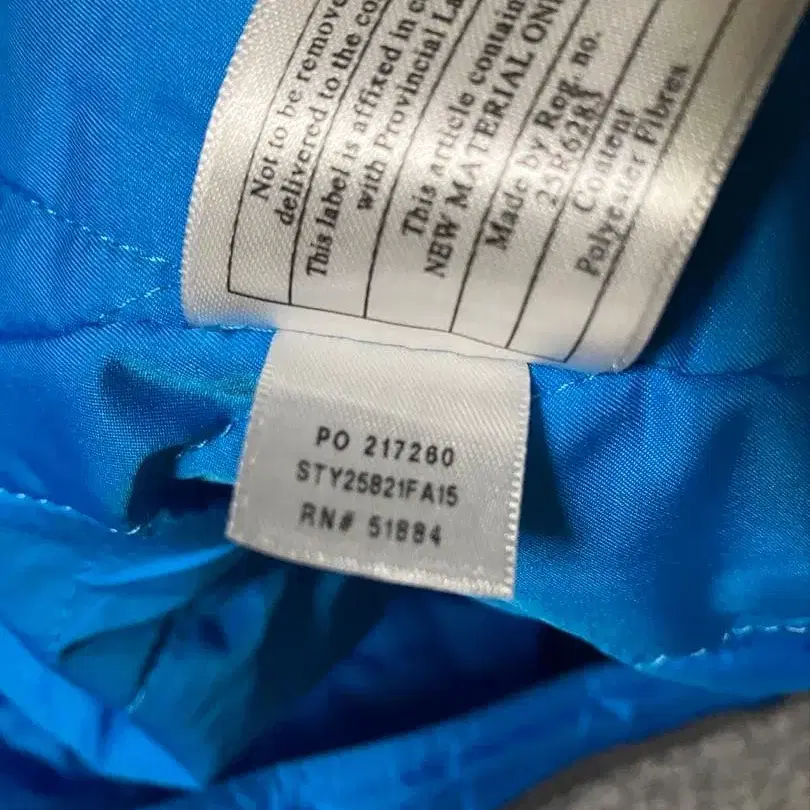 Not to be remove
delivered to the co
This label is affixed in c
with Provincial La
This article contain
NEW MATERIAL ON
Made by Reg. no.
25R6283
Content
Polyester Fibres
PO 217260
STY25821FA15
RN# 51884